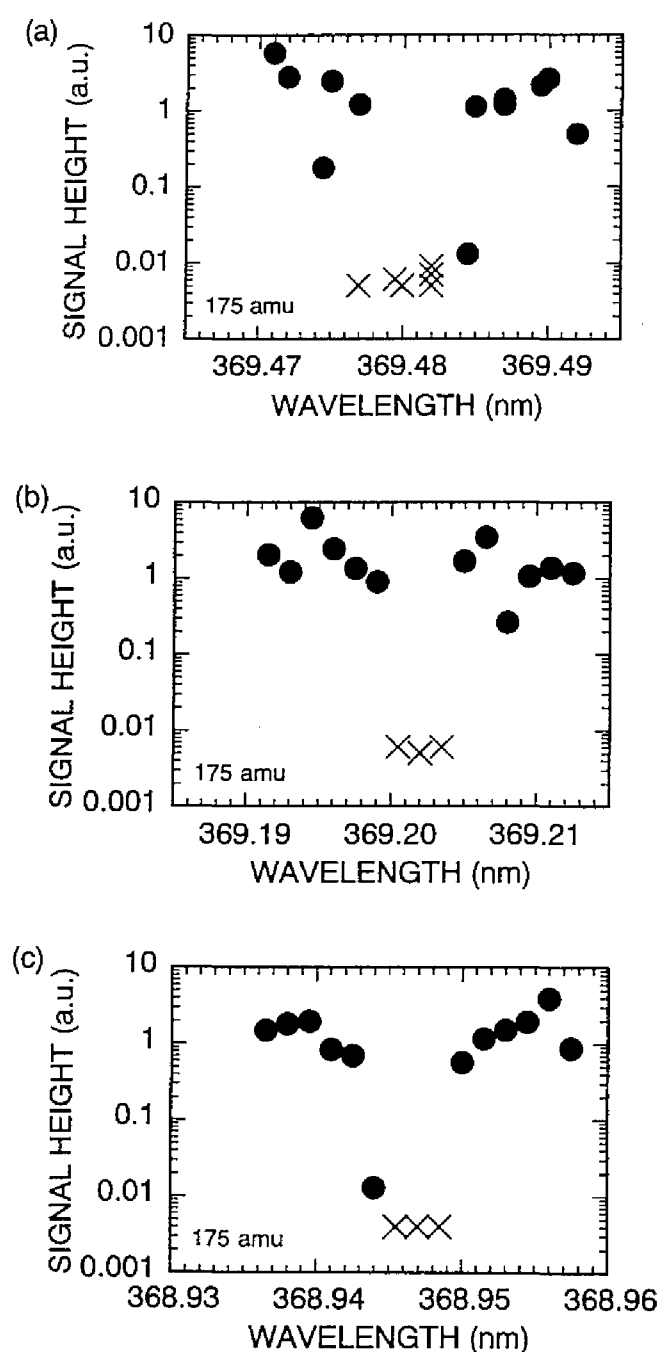 (a)
SIGNAL HEIGHT (a.u.)
10
1
0.1
0.01
0.001
175 amu
369.47 369.48 369.49
WAVELENGTH (nm)
(b)
SIGNAL HEIGHT (a.u.)
10
1
0.1
0.01
0.001
175 amu
369.19 369.20 369.21
WAVELENGTH (nm)
(c)
SIGNAL HEIGHT (a.u.)
10
1
0.1
0.01
0.001
175 amu
368.93 368.94 368.95 368.96
WAVELENGTH (nm)